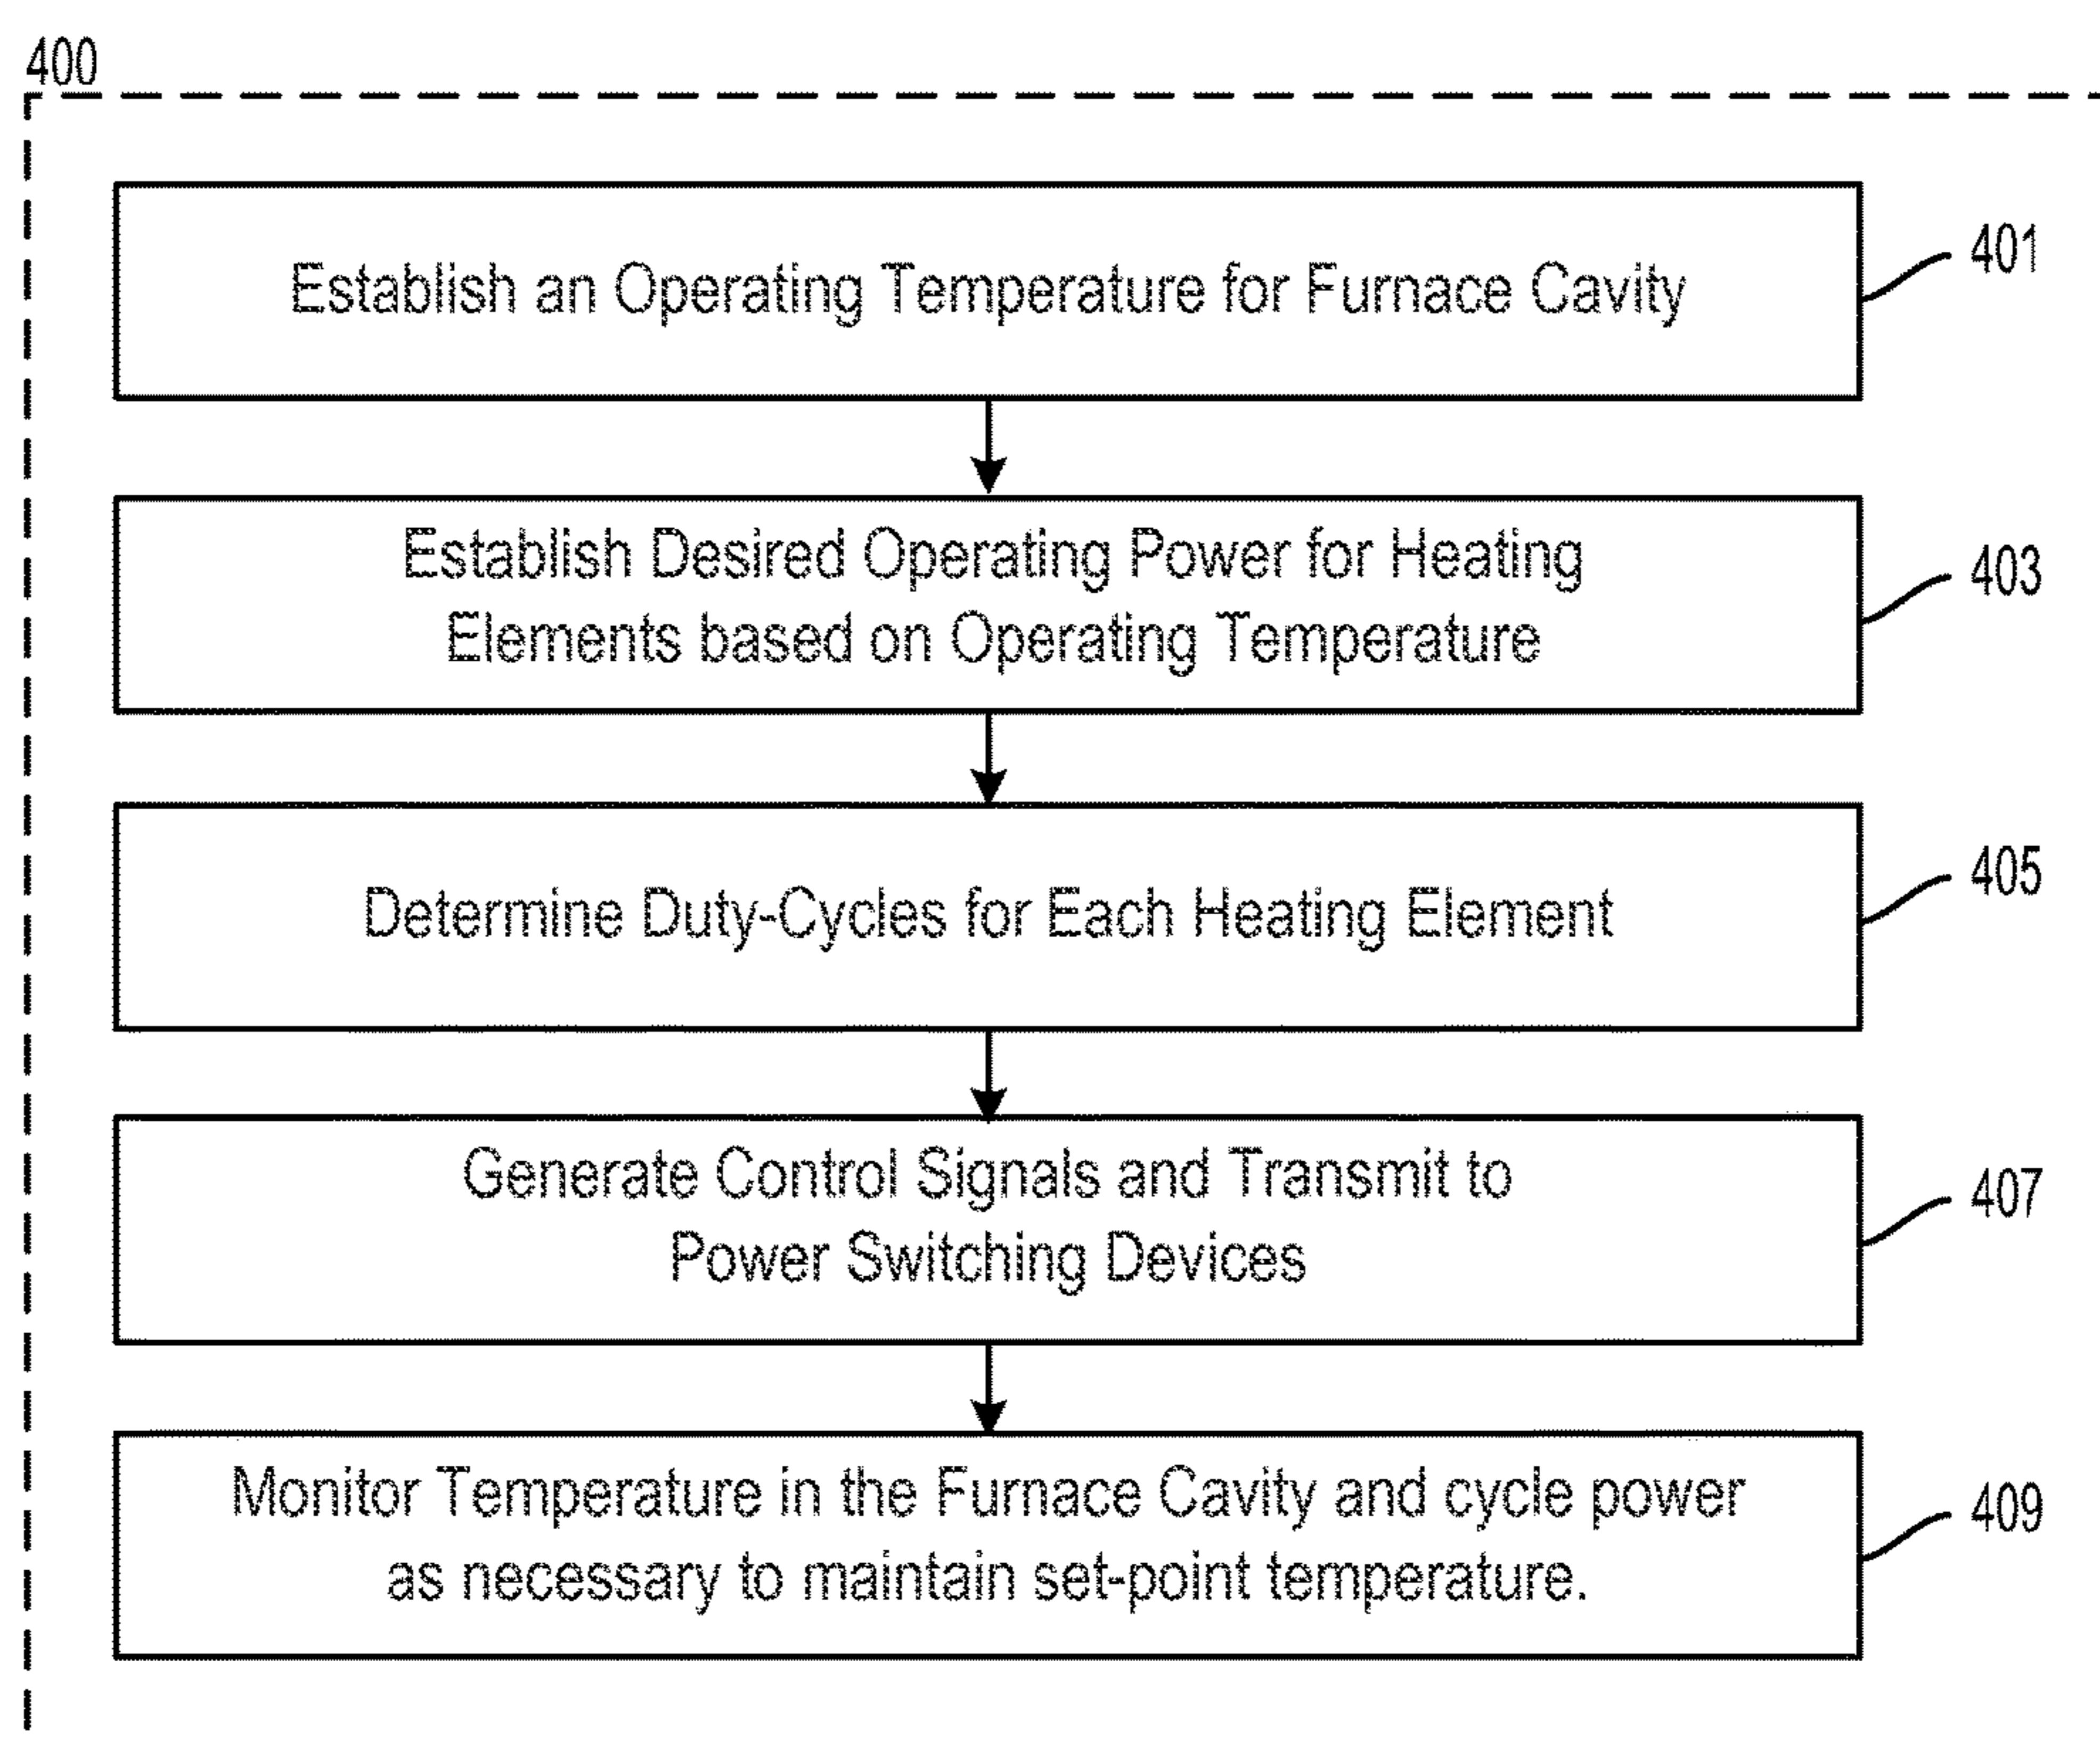 400
Establish an Operating Temperature for Furnace Cavity
401
Establish Desired Operating Power for Heating
Elements based on Operating Temperature
403
Determine Duty-Cycles for Each Heating Element
405
Generate Control Signals and Transmit to
Power Switching Devices
407
Monitor Temperature in the Furnace Cavity and cycle power
as necessary to maintain set-point temperature.
409